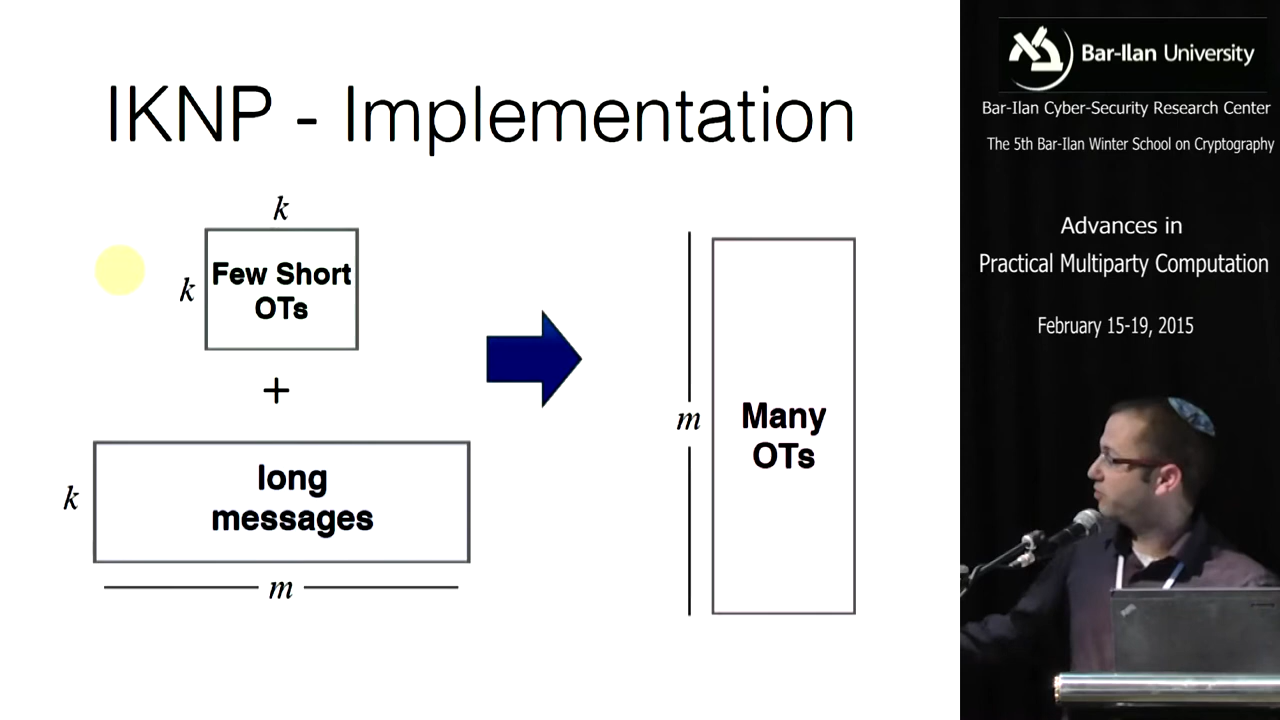 IKNP - Implementation
k
k
Few Short
OTs
+
k
long
messages
m
m
Many
OTs
Bar-Ilan University
Bar-Ilan Cyber-Security Research Center
The 5th Bar-Ilan Winter School on Cryptography
Advances in
Practical Multiparty Computation
February 15-19, 2015